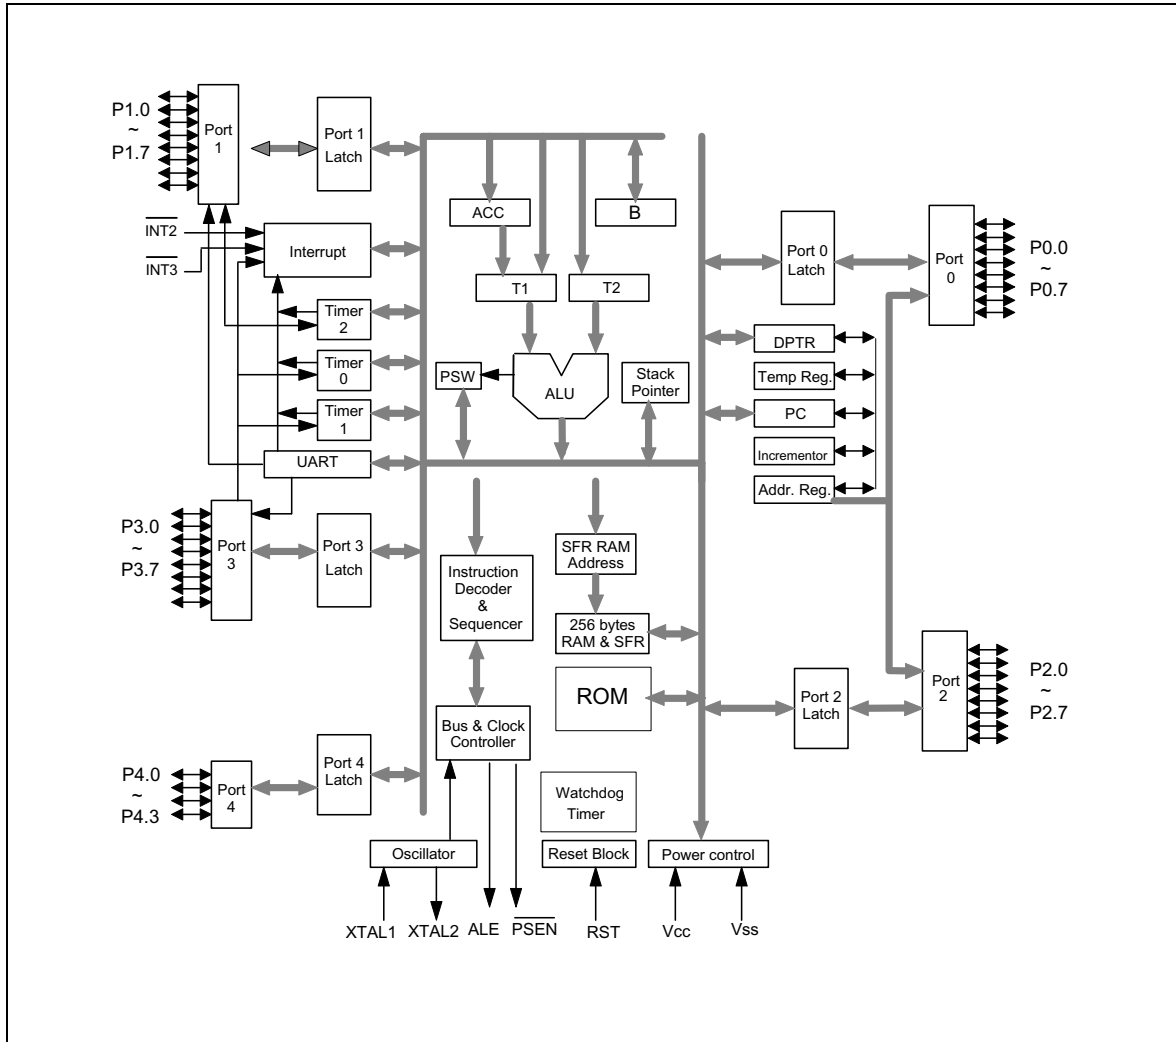 P1.0
~
P1.7
Port
1
Port 1
Latch
INT2
INT3
Interrupt
Timer
2
Timer
0
Timer
1
UART
P3.0
~
P3.7
Port
3
Port 3
Latch
P4.0
~
P4.3
Port
4
Port 4
Latch
ACC
B
T1
T2
PSW
ALU
Stack
Pointer
Instruction
Decoder
&
Sequencer
SFR RAM
Address
256 bytes
RAM & SFR
ROM
Bus & Clock
Controller
Watchdog
Timer
Oscillator
Reset Block
Power control
XTAL1
XTAL2
ALE
PSEN
RST
Vcc
Vss
Port 0
Latch
Port
0
P0.0
~
P0.7
DPTR
Temp Reg.
PC
Incrementor
Addr. Reg.
Port 2
Latch
Port
2
P2.0
~
P2.7